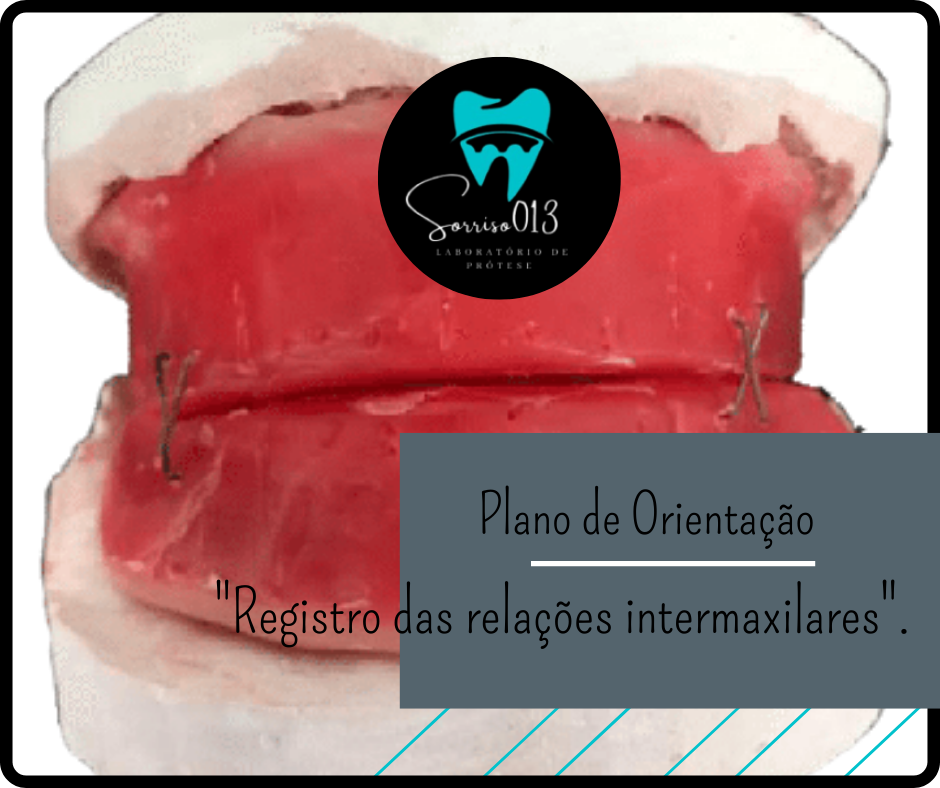 Sorriso013
LABORATÓRIO DE
PRÓTESE
Plano de Orientação
"Registro das relações intermaxilares".